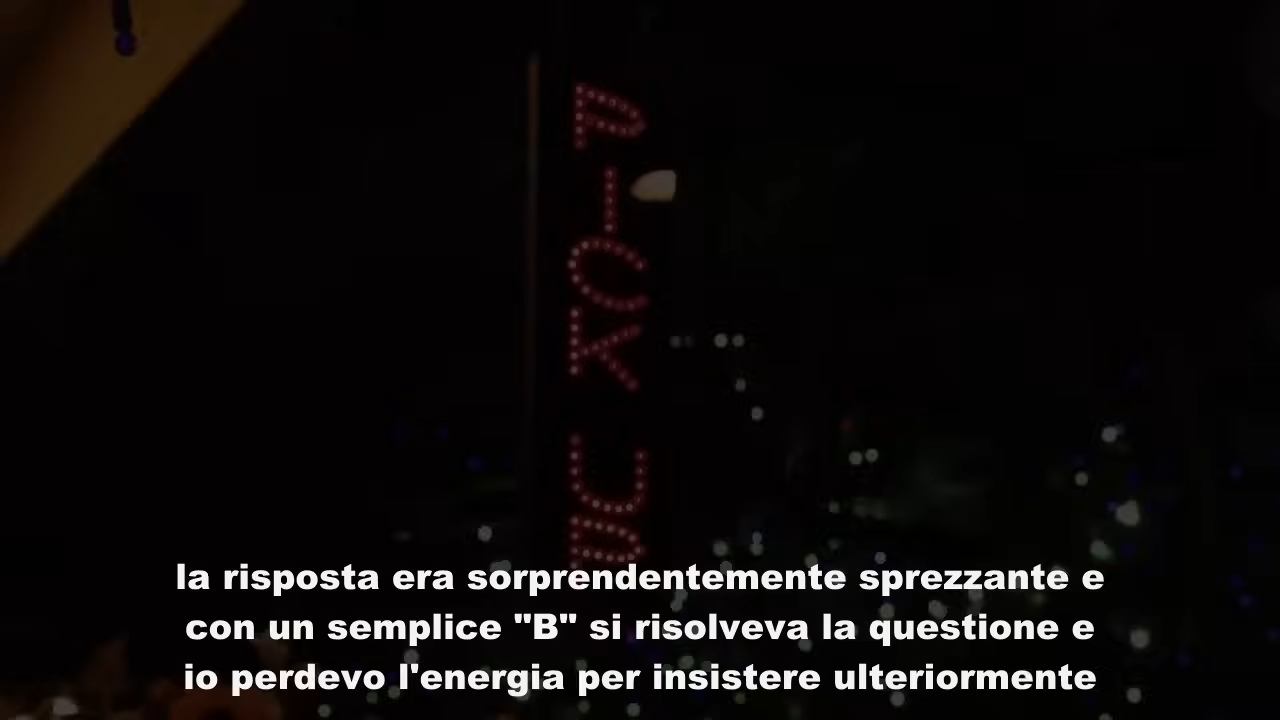 PICK UP
la risposta era sorprendentemente sprezzante e
con un semplice "B" si risolveva la questione e
io perdevo l'energia per insistere ulteriormente